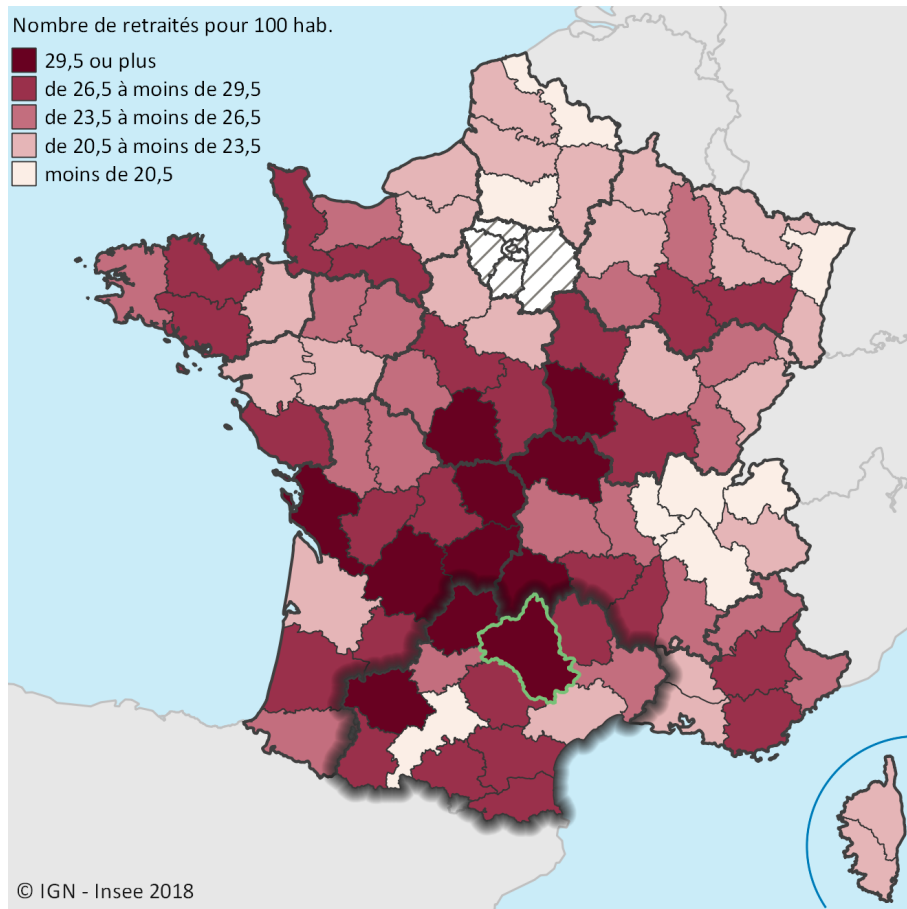 Nombre de retraités pour 100 hab.
29,5 ou plus
de 26,5 à moins de 29,5
de 23,5 à moins de 26,5
de 20,5 à moins de 23,5
moins de 20,5
© IGN - Insee 2018